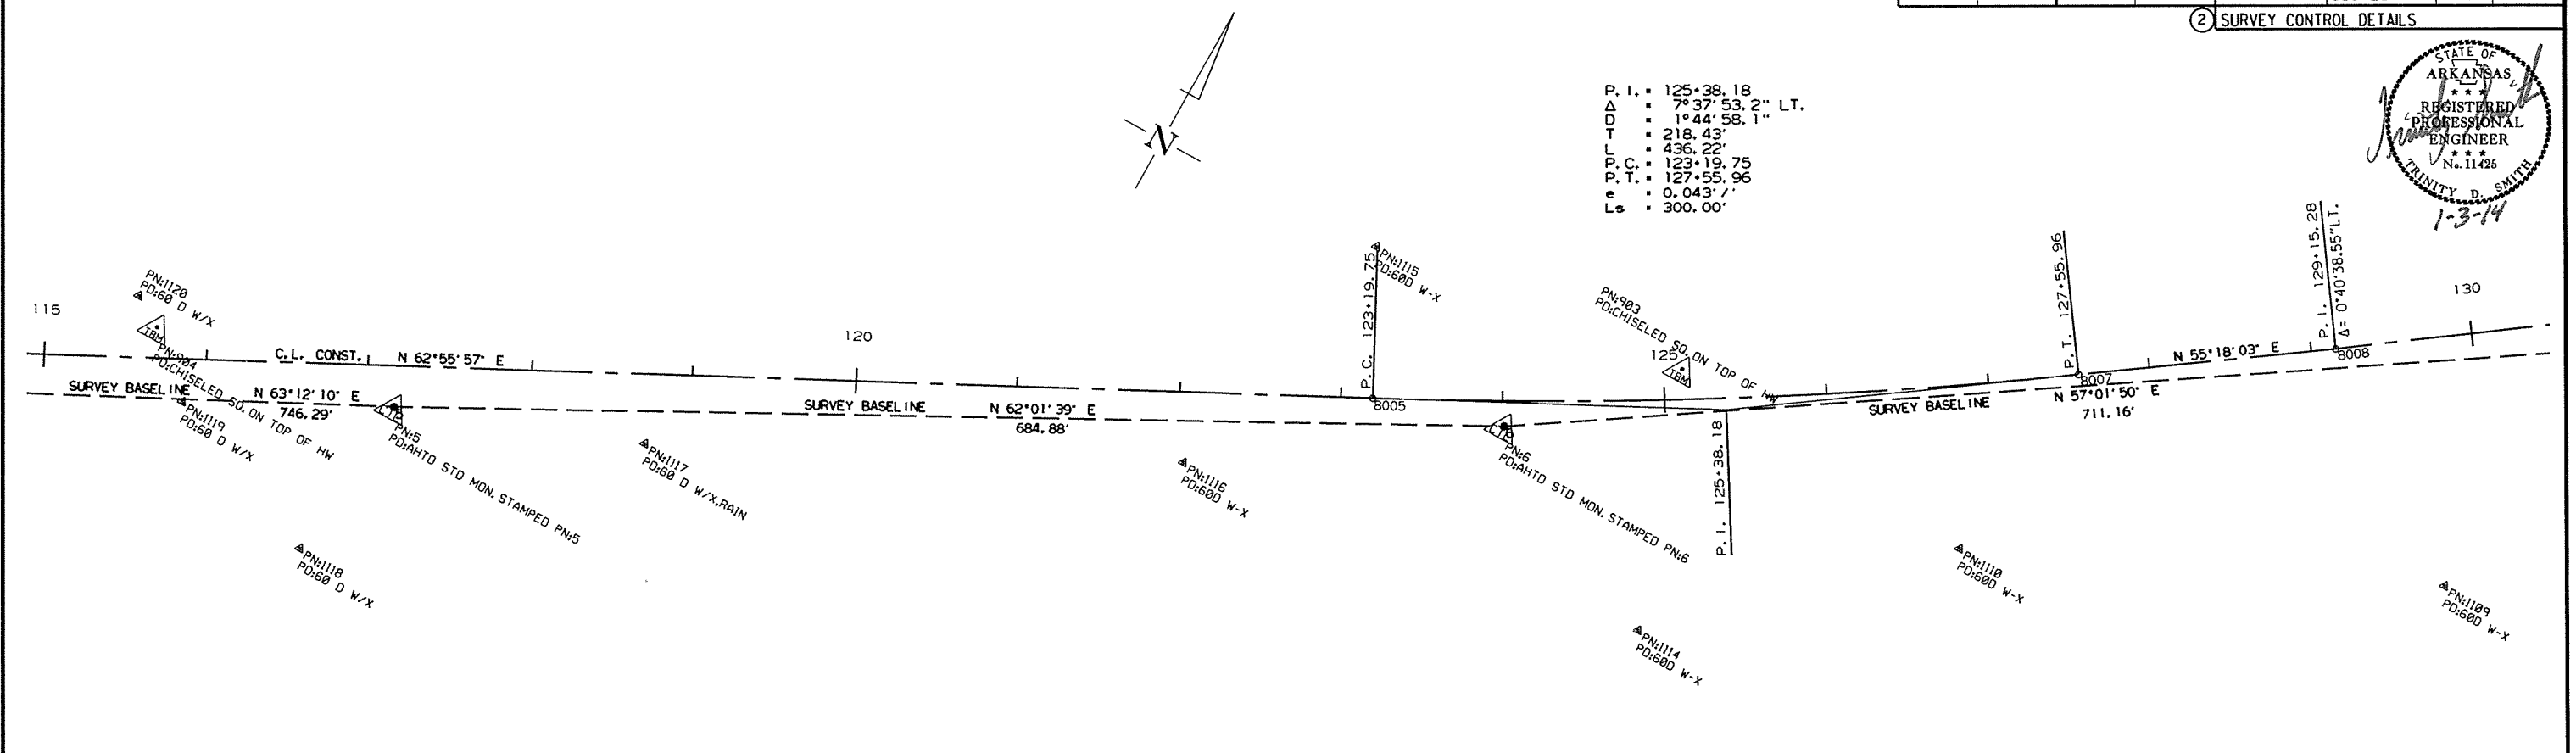 2 SURVEY CONTROL DETAILS
STATE OF
ARKANSAS
★ ★ ★
REGISTERED
PROFESSIONAL
ENGINEER
★ ★ ★
No. 11425
TRINITY D. SMITH
1-3-14
N
P. I. = 125+38.18
Δ = 7°37'53.2" LT.
D = 1°44'58.1"
T = 218.43'
L = 436.22'
P.C. = 123+19.75
P.T. = 127+55.96
e = 0.043'/'
Ls = 300.00'
PN:1120
PD:60 D W/X
115
TBM
PN:904
PD:CHISELED SQ. ON TOP OF HW
C.L. CONST. N 62°55'57" E
120
P. C. 123+19.75
PN:1115
PD:60D W-X
PN:903
PD:CHISELED SQ. ON TOP OF HW
125
TBM
P. T. 127+55.96
P. I. 129+15.28
Δ= 0°40'38.55"LT.
130
N 55°18'03" E
8008
8007
8005
SURVEY BASELINE N 63°12'10" E
746.29'
PN:1119
PD:60 D W/X
PN:5
PD:AHTD STD MON. STAMPED PN:5
SURVEY BASELINE N 62°01'39" E
684.88'
SURVEY BASELINE N 57°01'50" E
711.16'
PN:1117
PD:60 D W/X,RAIN
PN:1116
PD:60D W-X
PN:6
PD:AHTD STD MON. STAMPED PN:6
P. I. 125+38.18
PN:1118
PD:60 D W/X
PN:1114
PD:60D W-X
PN:1110
PD:60D W-X
PN:1109
PD:60D W-X